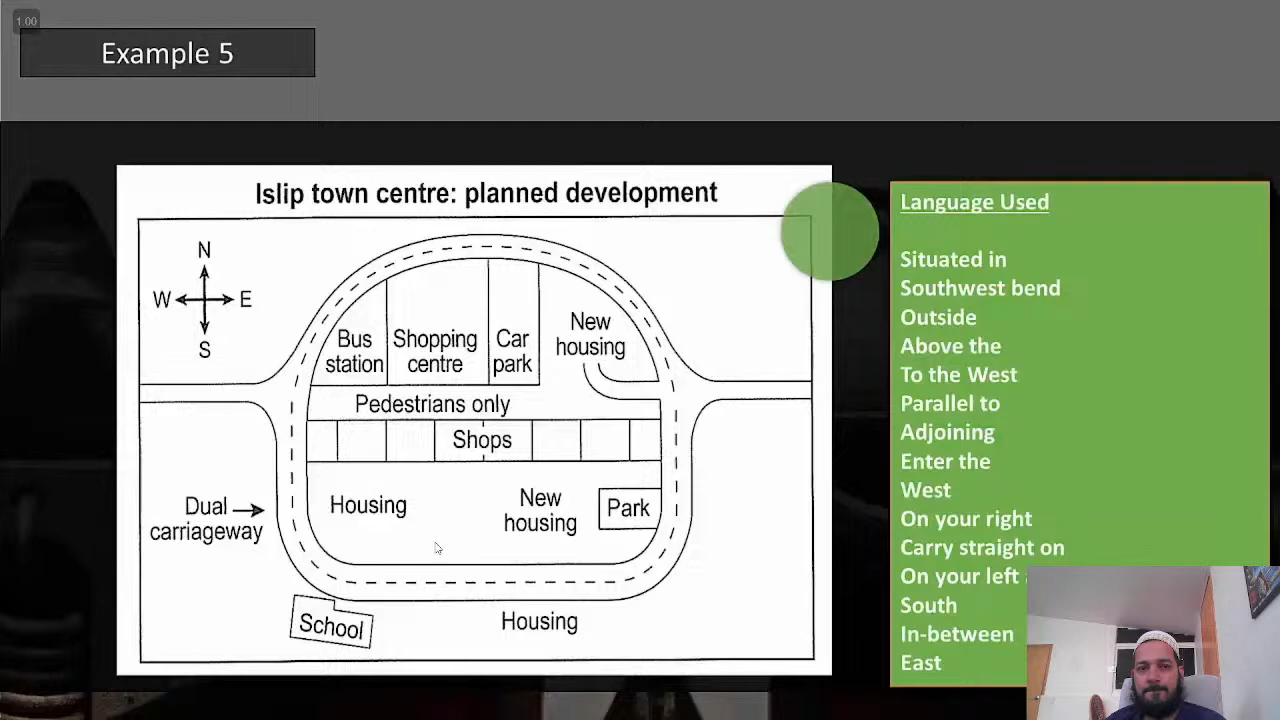 1.00
Example 5
Islip town centre: planned development
N
W E
S
Bus
station
Shopping
centre
Car
park
New
housing
Pedestrians only
Shops
Dual
carriageway
Housing
New
housing
Park
School
Housing
Language Used
Situated in
Southwest bend
Outside
Above the
To the West
Parallel to
Adjoining
Enter the
West
On your right
Carry straight on
On your left
South
In-between
East